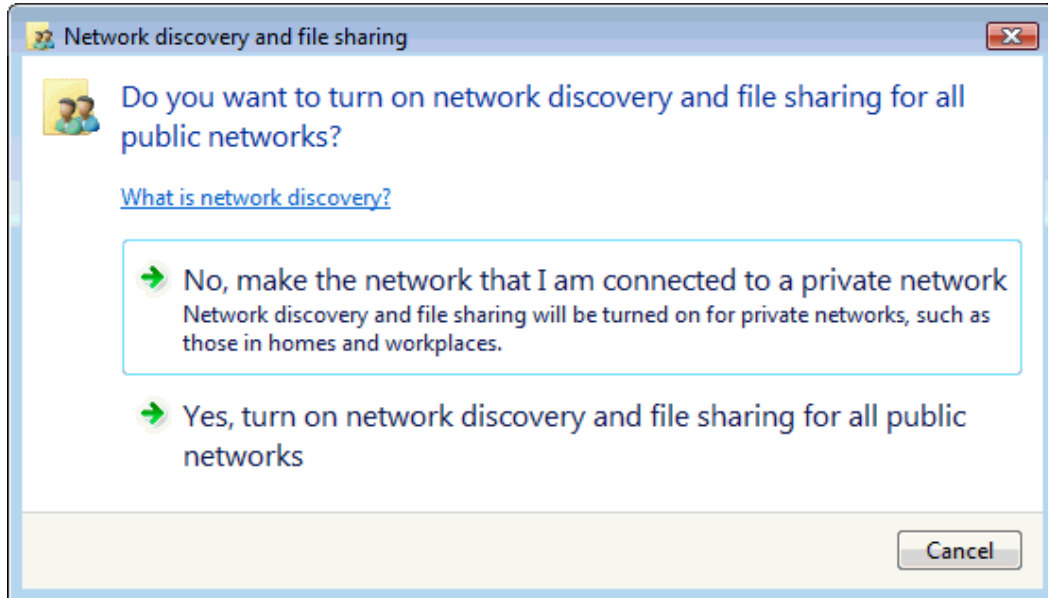 Network discovery and file sharing
Do you want to turn on network discovery and file sharing for all
public networks?
What is network discovery?
No, make the network that I am connected to a private network
Network discovery and file sharing will be turned on for private networks, such as
those in homes and workplaces.
Yes, turn on network discovery and file sharing for all public
networks
Cancel